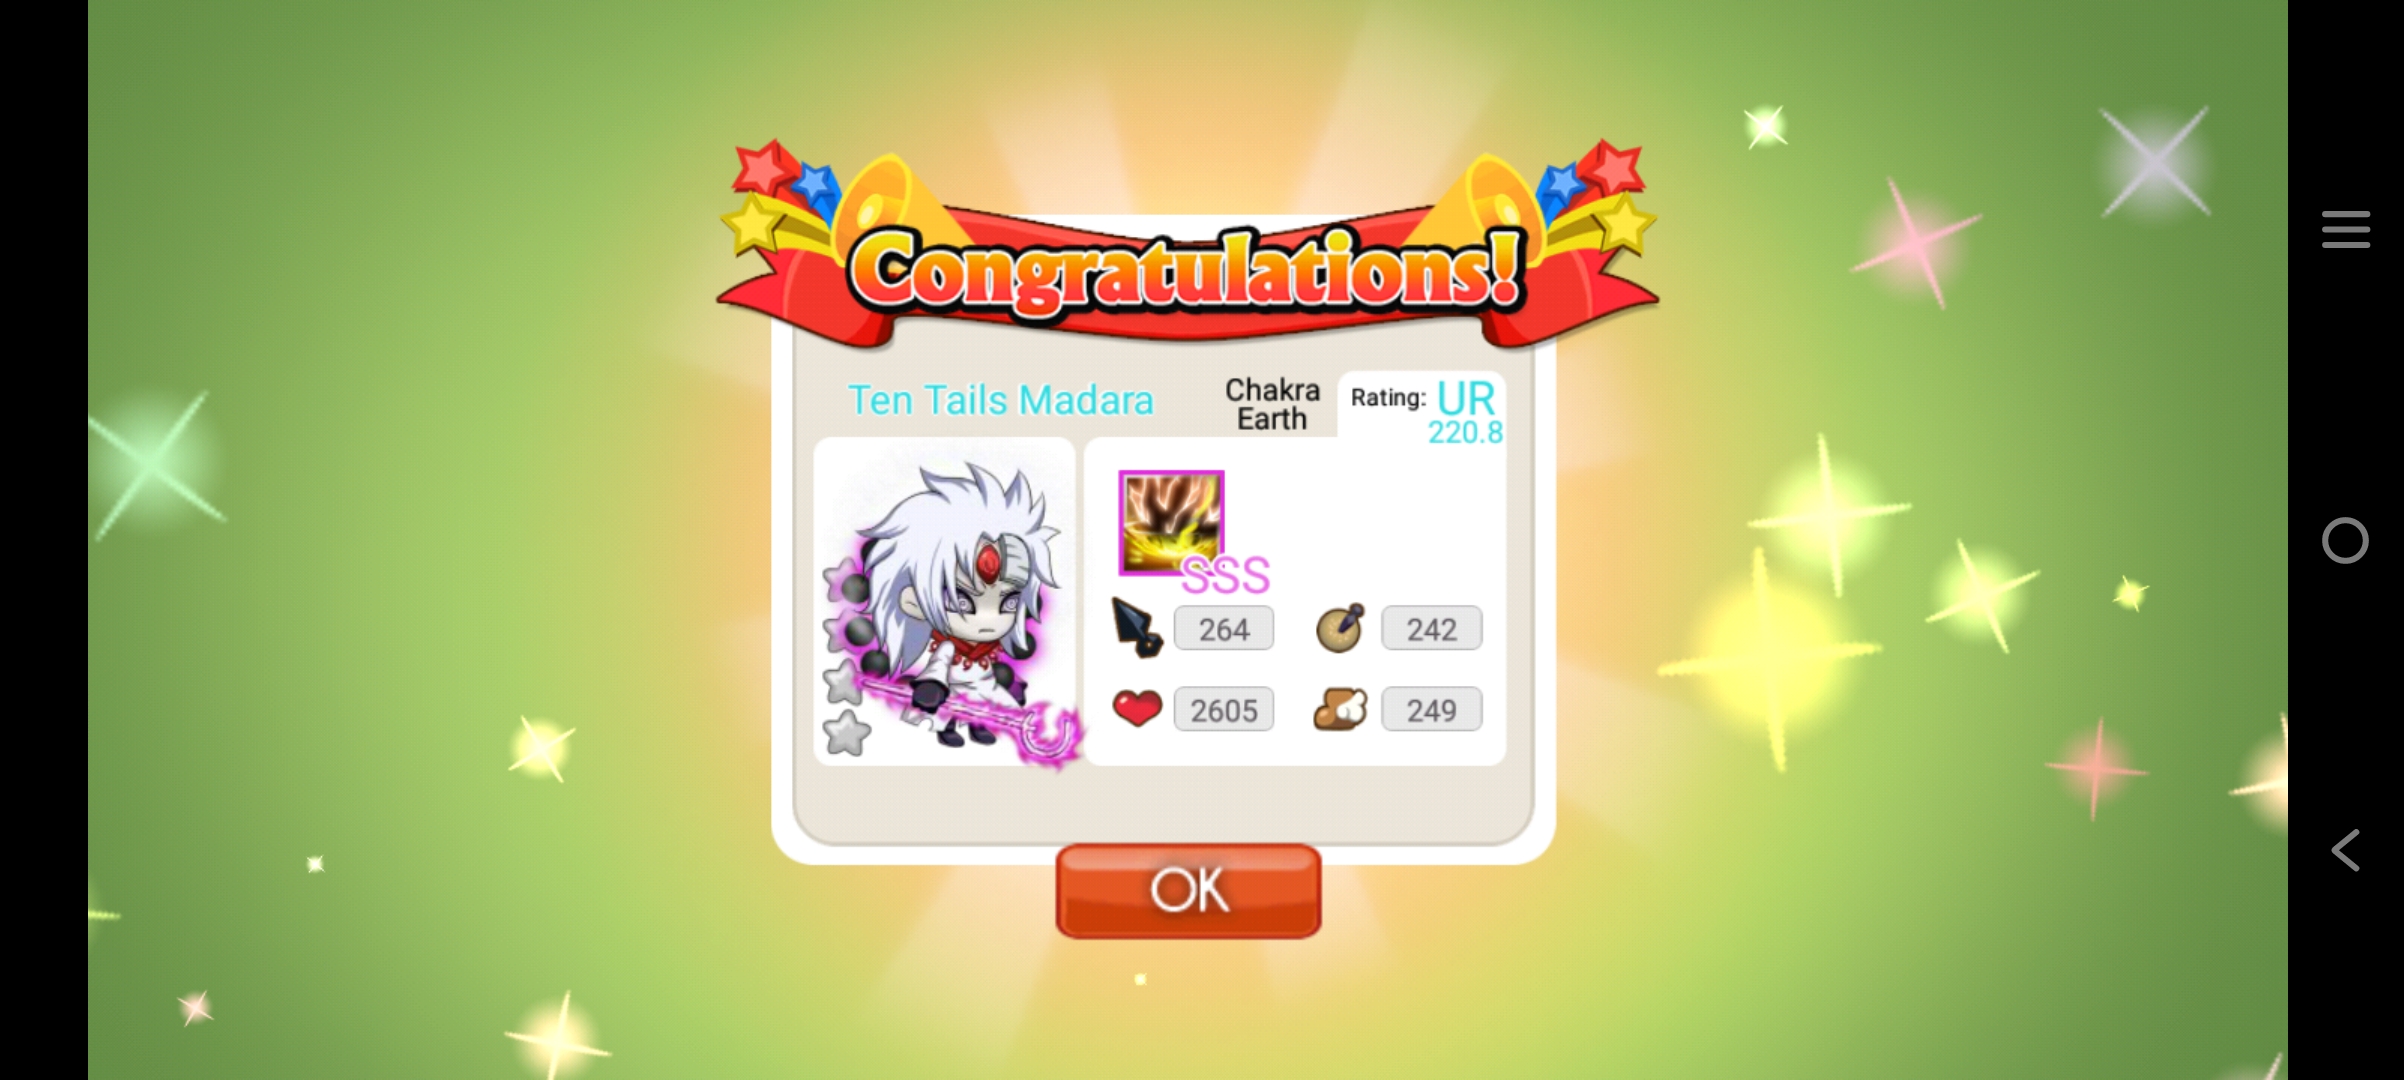 Congratulations!
Ten Tails Madara
Chakra
Earth
Rating: UR
220.8
SSS
264
242
2605
249
OK